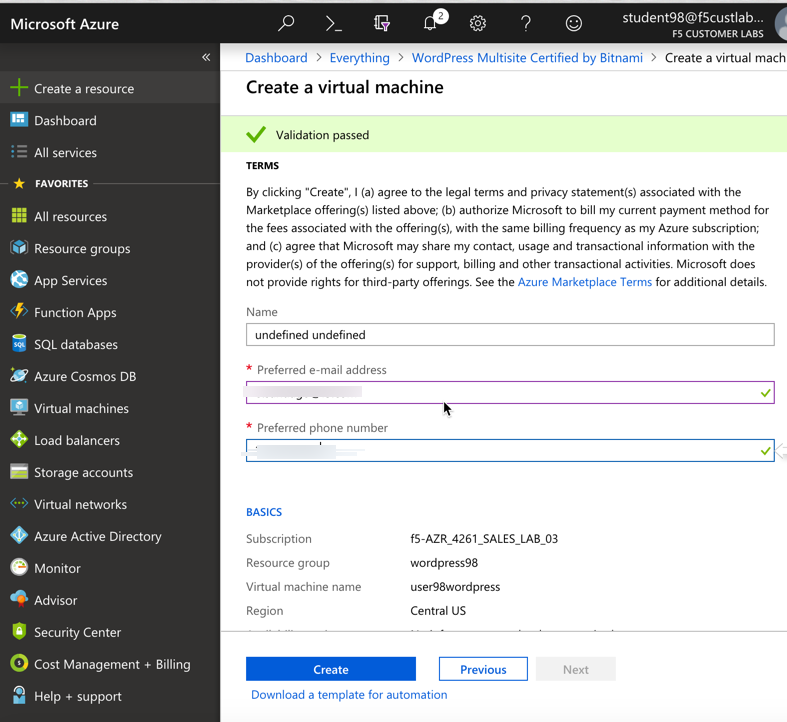 Microsoft Azure
2
student98@f5custlab...
F5 CUSTOMER LABS
Create a resource
Dashboard
All services
FAVORITES
All resources
Resource groups
App Services
Function Apps
SQL databases
Azure Cosmos DB
Virtual machines
Load balancers
Storage accounts
Virtual networks
Azure Active Directory
Monitor
Advisor
Security Center
Cost Management + Billing
Help + support
Dashboard > Everything > WordPress Multisite Certified by Bitnami > Create a virtual mach
Create a virtual machine
Validation passed
TERMS
By clicking "Create", I (a) agree to the legal terms and privacy statement(s) associated with the
Marketplace offering(s) listed above; (b) authorize Microsoft to bill my current payment method for
the fees associated with the offering(s), with the same billing frequency as my Azure subscription;
and (c) agree that Microsoft may share my contact, usage and transactional information with the
provider(s) of the offering(s) for support, billing and other transactional activities. Microsoft does
not provide rights for third-party offerings. See the Azure Marketplace Terms for additional details.
Name
undefined undefined
* Preferred e-mail address
* Preferred phone number
BASICS
Subscription f5-AZR_4261_SALES_LAB_03
Resource group wordpress98
Virtual machine name user98wordpress
Region Central US
Create Previous Next
Download a template for automation